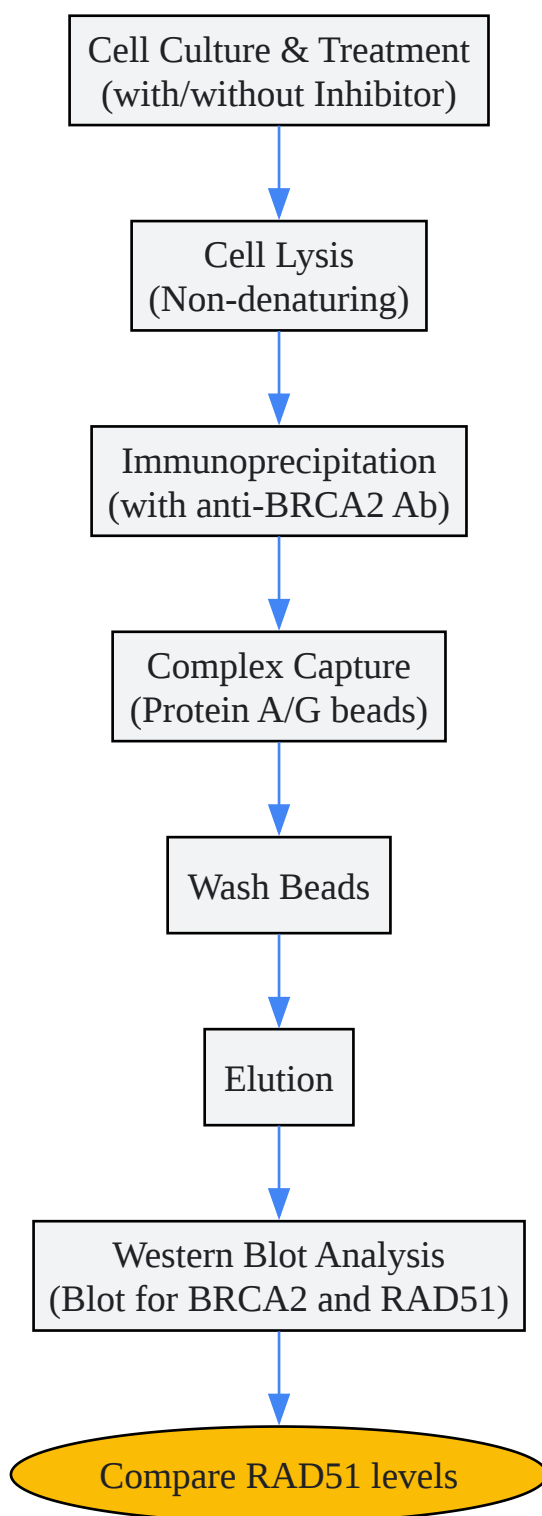 Cell Culture & Treatment
(with/without Inhibitor)
Cell Lysis
(Non-denaturing)
Immunoprecipitation
(with anti-BRCA2 Ab)
Complex Capture
(Protein A/G beads)
Wash Beads
Elution
Western Blot Analysis
(Blot for BRCA2 and RAD51)
Compare RAD51 levels